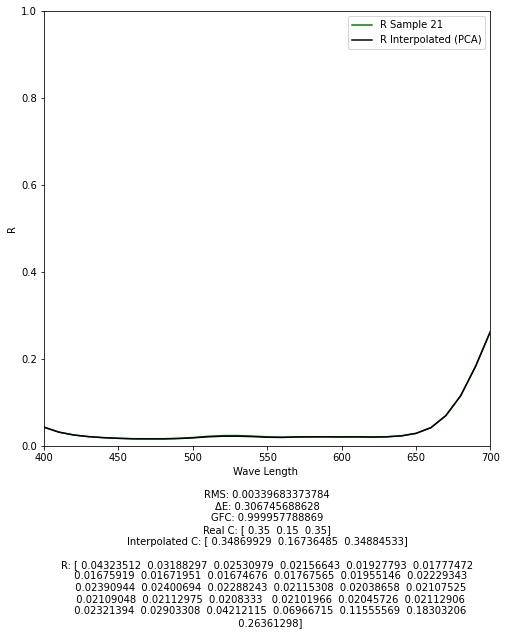 1.0
R Sample 21
R Interpolated (PCA)
0.8
0.6
R
0.4
0.2
0.0
400 450 500 550 600 650 700
Wave Length
RMS: 0.00339683373784
ΔE: 0.306745688628
GFC: 0.999957788869
Real C: [ 0.35 0.15 0.35]
Interpolated C: [ 0.34869929 0.16736485 0.34884533]
R: [ 0.04323512 0.03188297 0.02530979 0.02156643 0.01927793 0.01777472
0.01675919 0.01671951 0.01674676 0.01767565 0.01955146 0.02229343
0.02390944 0.02400694 0.02288243 0.02115308 0.02038658 0.02107525
0.02109048 0.02112975 0.0208333 0.02101966 0.02045726 0.02112906
0.02321394 0.02903308 0.04212115 0.06966715 0.11555569 0.18303206
0.26361298]